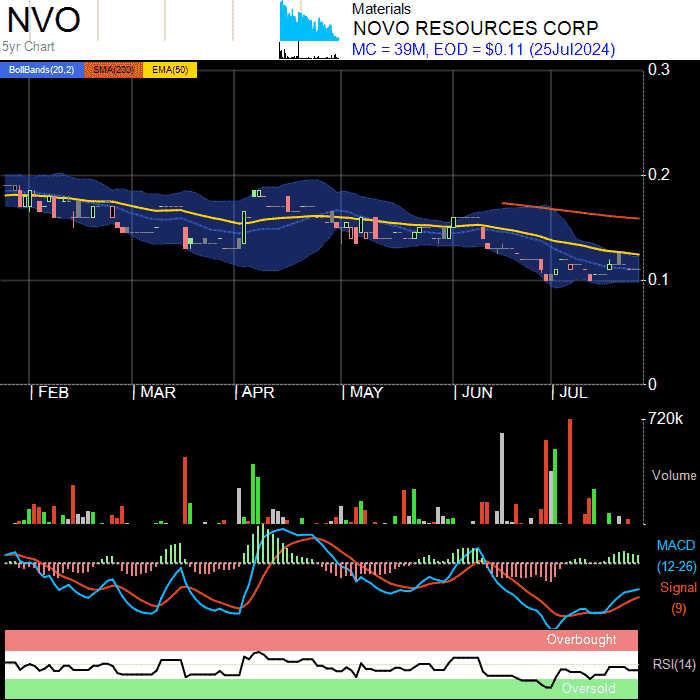 NVO
5yr Chart
Materials
NOVO RESOURCES CORP
MC = 39M, EOD = $0.11 (25Jul2024)
BollBands(20,2) SMA(200) EMA(50)
0.3
0.2
0.1
0
FEB MAR APR MAY JUN JUL
720k
Volume
MACD
(12-26)
Signal
(9)
Overbought
RSI(14)
Oversold